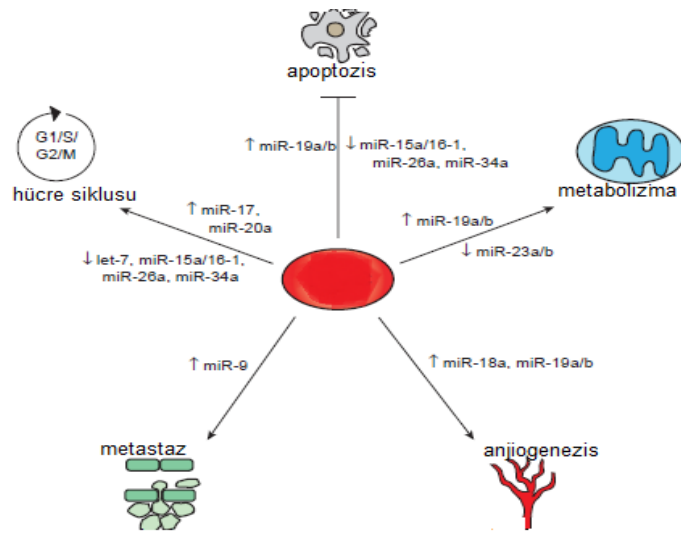 apoptozis
G1/S/
G2/M
hücre siklusu
↑ miR-19a/b
↓ miR-15a/16-1,
miR-26a, miR-34a
metabolizma
↑ miR-17,
miR-20a
↑ miR-19a/b
↓ miR-23a/b
↓ let-7, miR-15a/16-1,
miR-26a, miR-34a
↑ miR-9
↑ miR-18a, miR-19a/b
metastaz
anjiogenezis